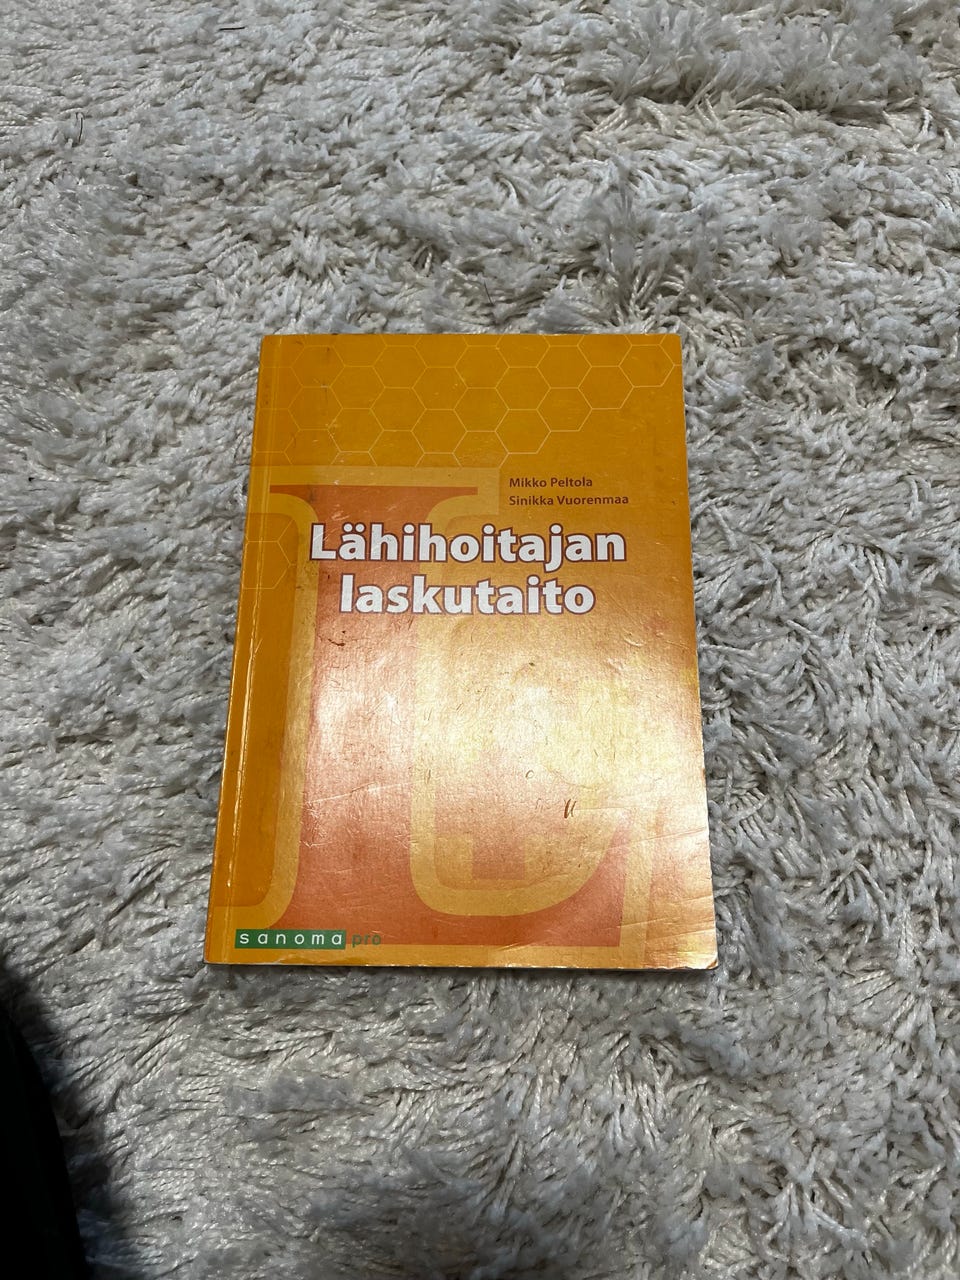 Mikko Peltola
Sinikka Vuorenmaa
Lähihoitajan
laskutaito
sanoma pro